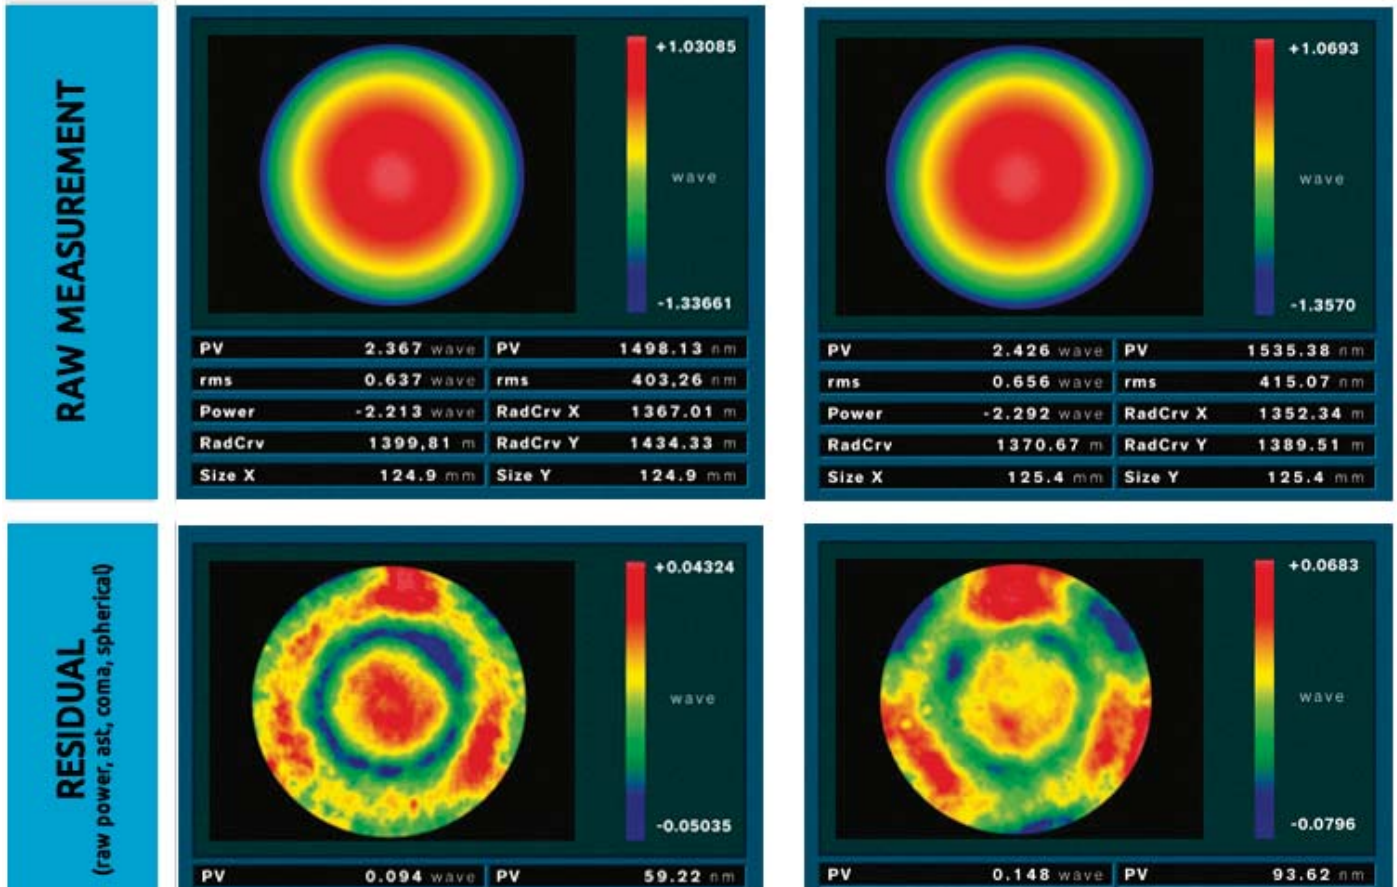 RAW MEASUREMENT
+1.03085
wave
-1.33661
PV 2.367 wave PV 1498.13 nm
rms 0.637 wave rms 403,26 nm
Power -2.213 wave RadCrv X 1367.01 m
RadCrv 1399,81 m RadCrv Y 1434.33 m
Size X 124.9 mm Size Y 124.9 mm
+1.0693
wave
-1.3570
PV 2.426 wave PV 1535.38 nm
rms 0.656 wave rms 415.07 nm
Power -2.292 wave RadCrv X 1352.34 m
RadCrv 1370.67 m RadCrv Y 1389.51 m
Size X 125.4 mm Size Y 125.4 mm
RESIDUAL
(raw power, ast, coma, spherical)
+0.04324
wave
-0.05035
PV 0.094 wave PV 59.22 nm
+0.0683
wave
-0.0796
PV 0.148 wave PV 93.62 nm